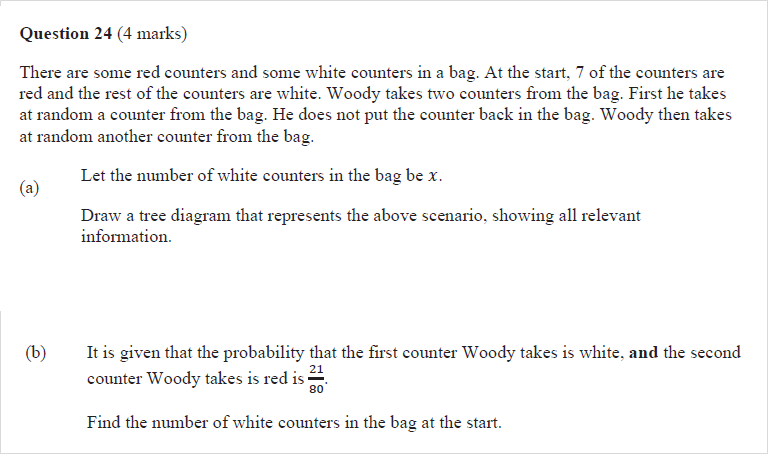 Question 24 (4 marks)
There are some red counters and some white counters in a bag. At the start, 7 of the counters are
red and the rest of the counters are white. Woody takes two counters from the bag. First he takes
at random a counter from the bag. He does not put the counter back in the bag. Woody then takes
at random another counter from the bag.
(a)
Let the number of white counters in the bag be x.
Draw a tree diagram that represents the above scenario, showing all relevant
information.
(b)
It is given that the probability that the first counter Woody takes is white, and the second
counter Woody takes is red is 21/80.
Find the number of white counters in the bag at the start.